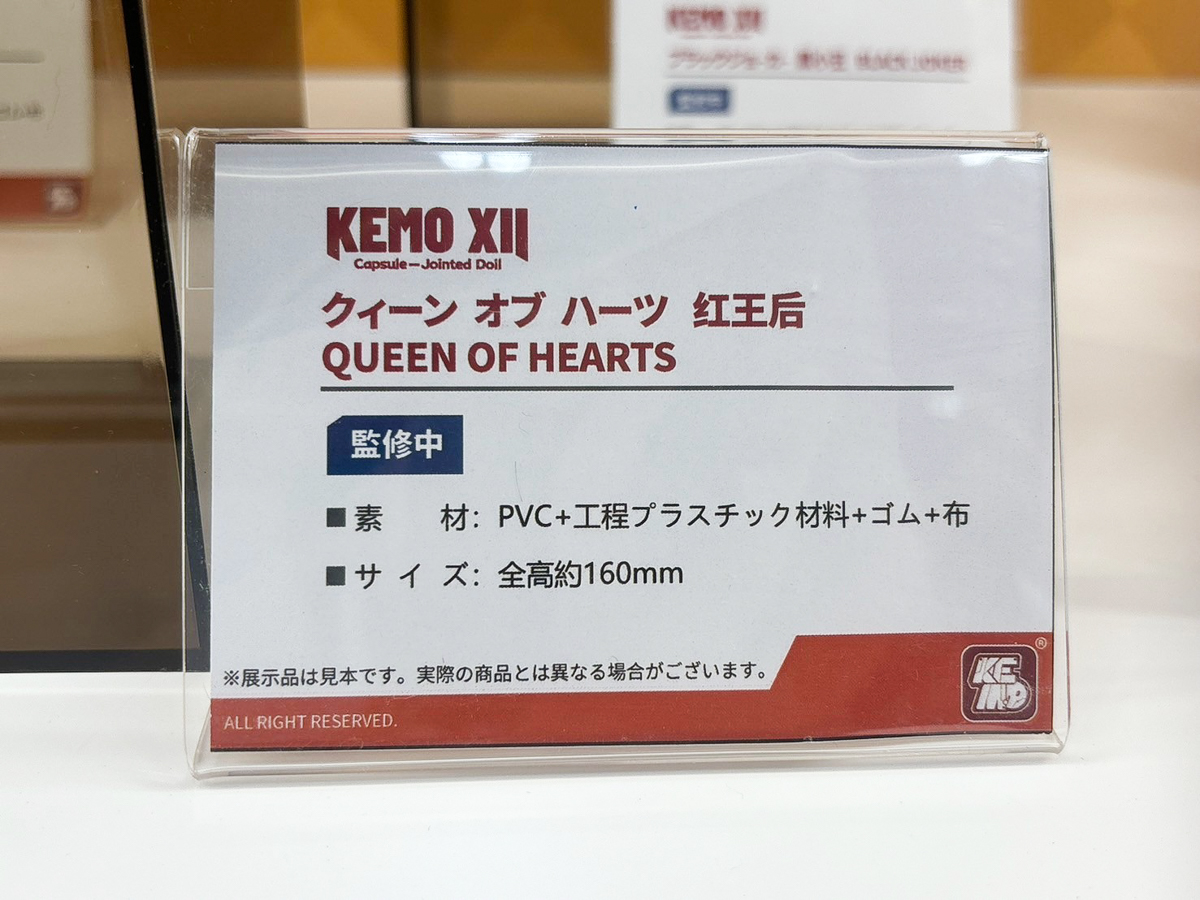 KEMO XII
KEMO XII
Capsule—Jointed Doll
クィーン オブ ハーツ 红王后
QUEEN OF HEARTS
監修中
■素 材：PVC+工程プラスチック材料+ゴム+布
■サイズ：全高約160mm
※展示品は見本です。実際の商品とは異なる場合がございます。
ALL RIGHT RESERVED.
®